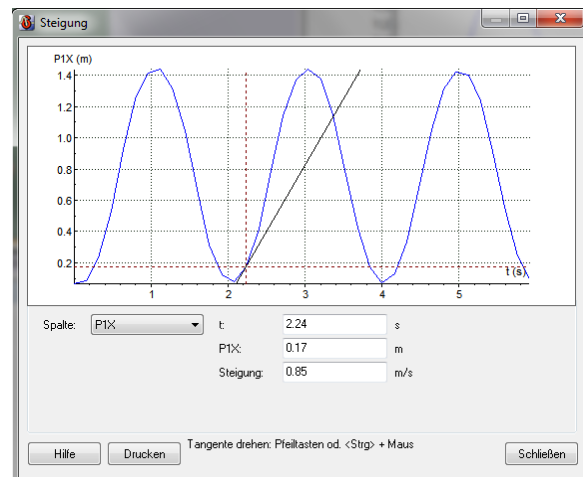 Steigung
P1X (m)
1.4
1.2
1.0
0.8
0.6
0.4
0.2
t (s)
1 2 3 4 5
Spalte: P1X t: 2.24 s
P1X: 0.17 m
Steigung: 0.85 m/s
Tangente drehen: Pfeiltasten od. <Strg> + Maus
Hilfe Drucken Schließen